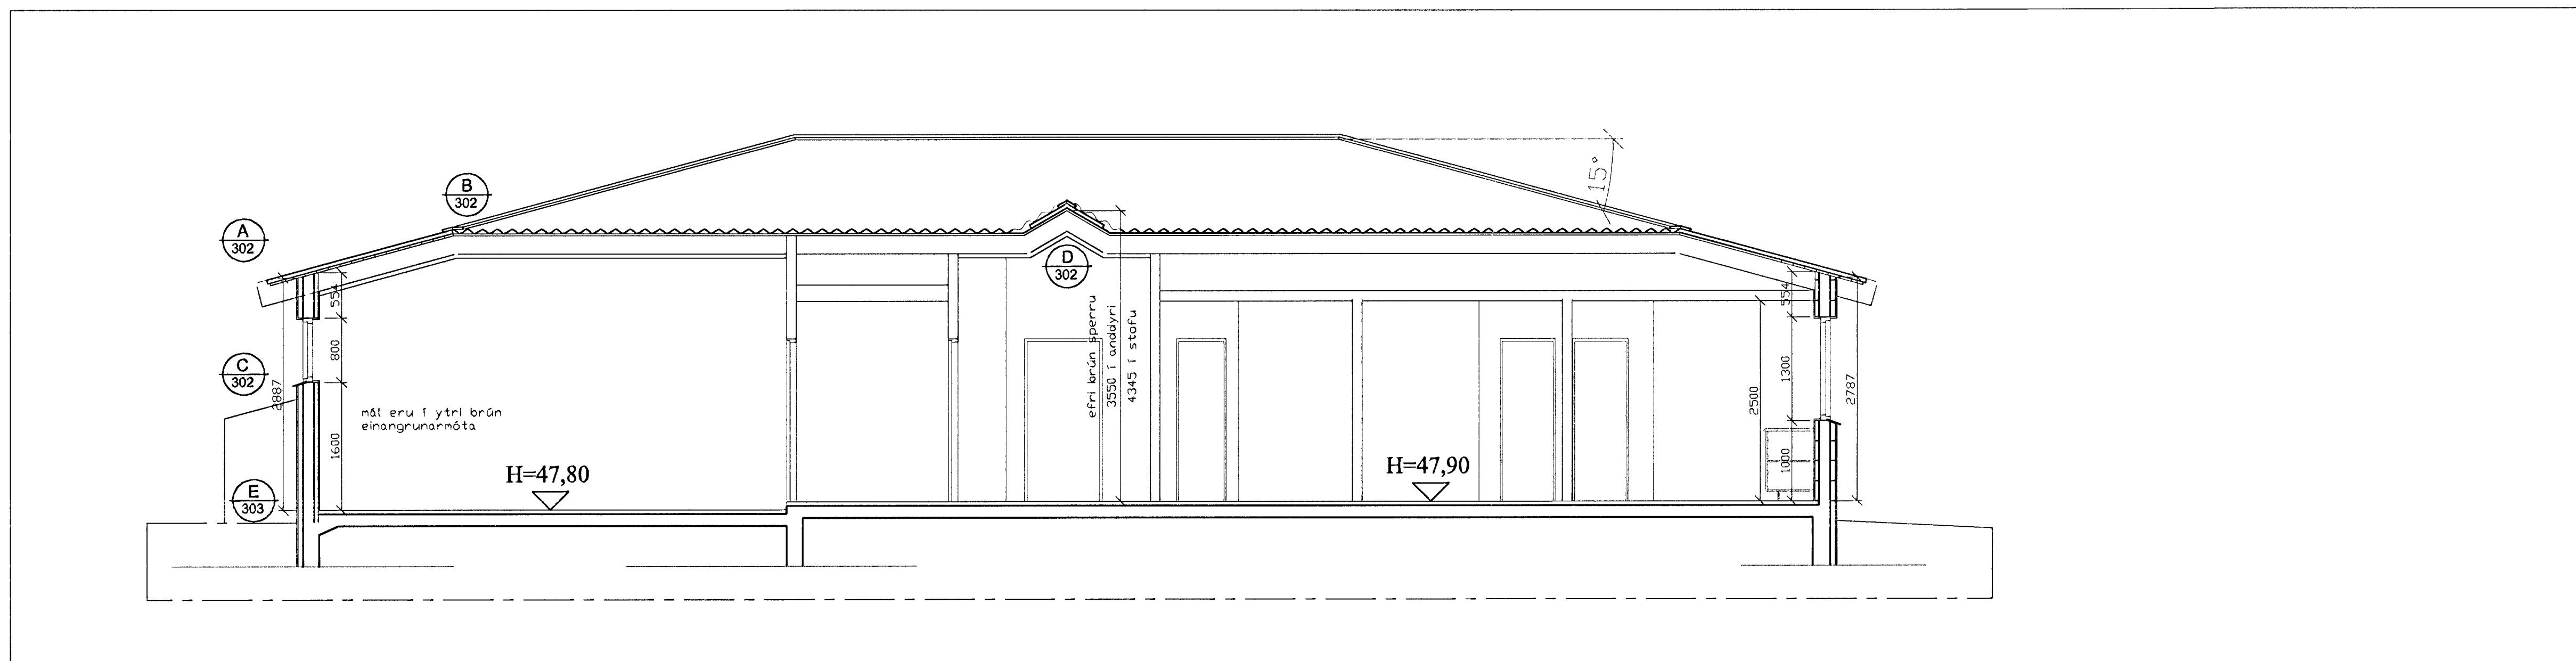 15°
B
302
A
302
D
302
554
554
efri brún sperru
3550 í anddyri
4345 í stofu
800
C
302
2887
1300
2500
2787
mál eru í ytri brún
einangrunarmóta
1600
1000
H=47,80
H=47,90
E
303